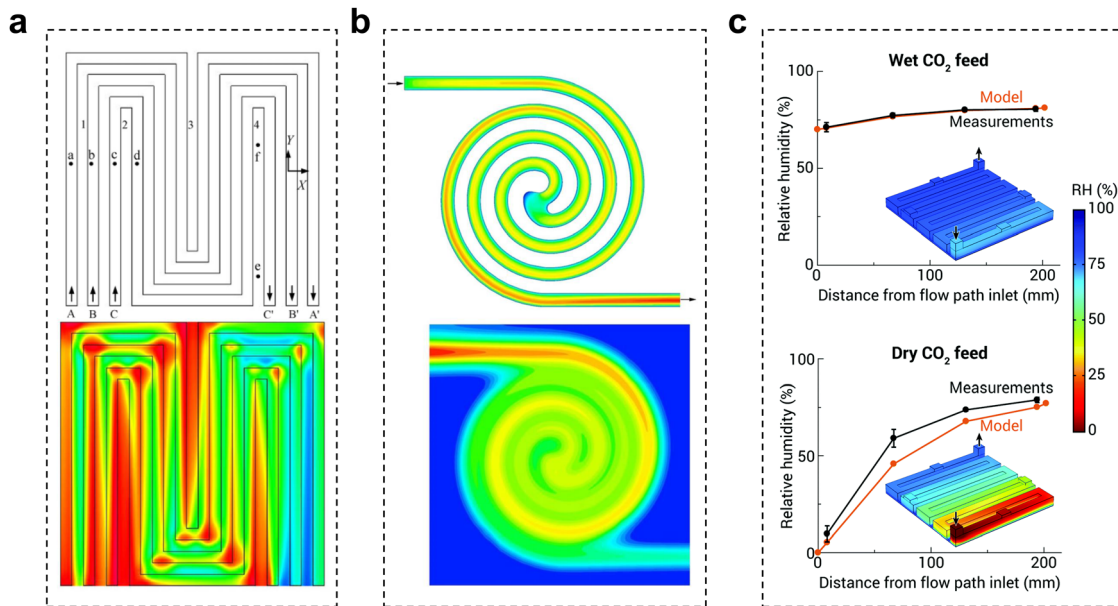 a
1
2
3
4
a
b
c
d
f
Y
X
e
A
B
C
C'
B'
A'
b
c
Wet CO2 feed
Relative humidity (%)
100
50
0
Model
Measurements
0
100
200
Distance from flow path inlet (mm)
RH (%)
100
75
50
25
0
Dry CO2 feed
Relative humidity (%)
100
50
0
Measurements
Model
0
100
200
Distance from flow path inlet (mm)